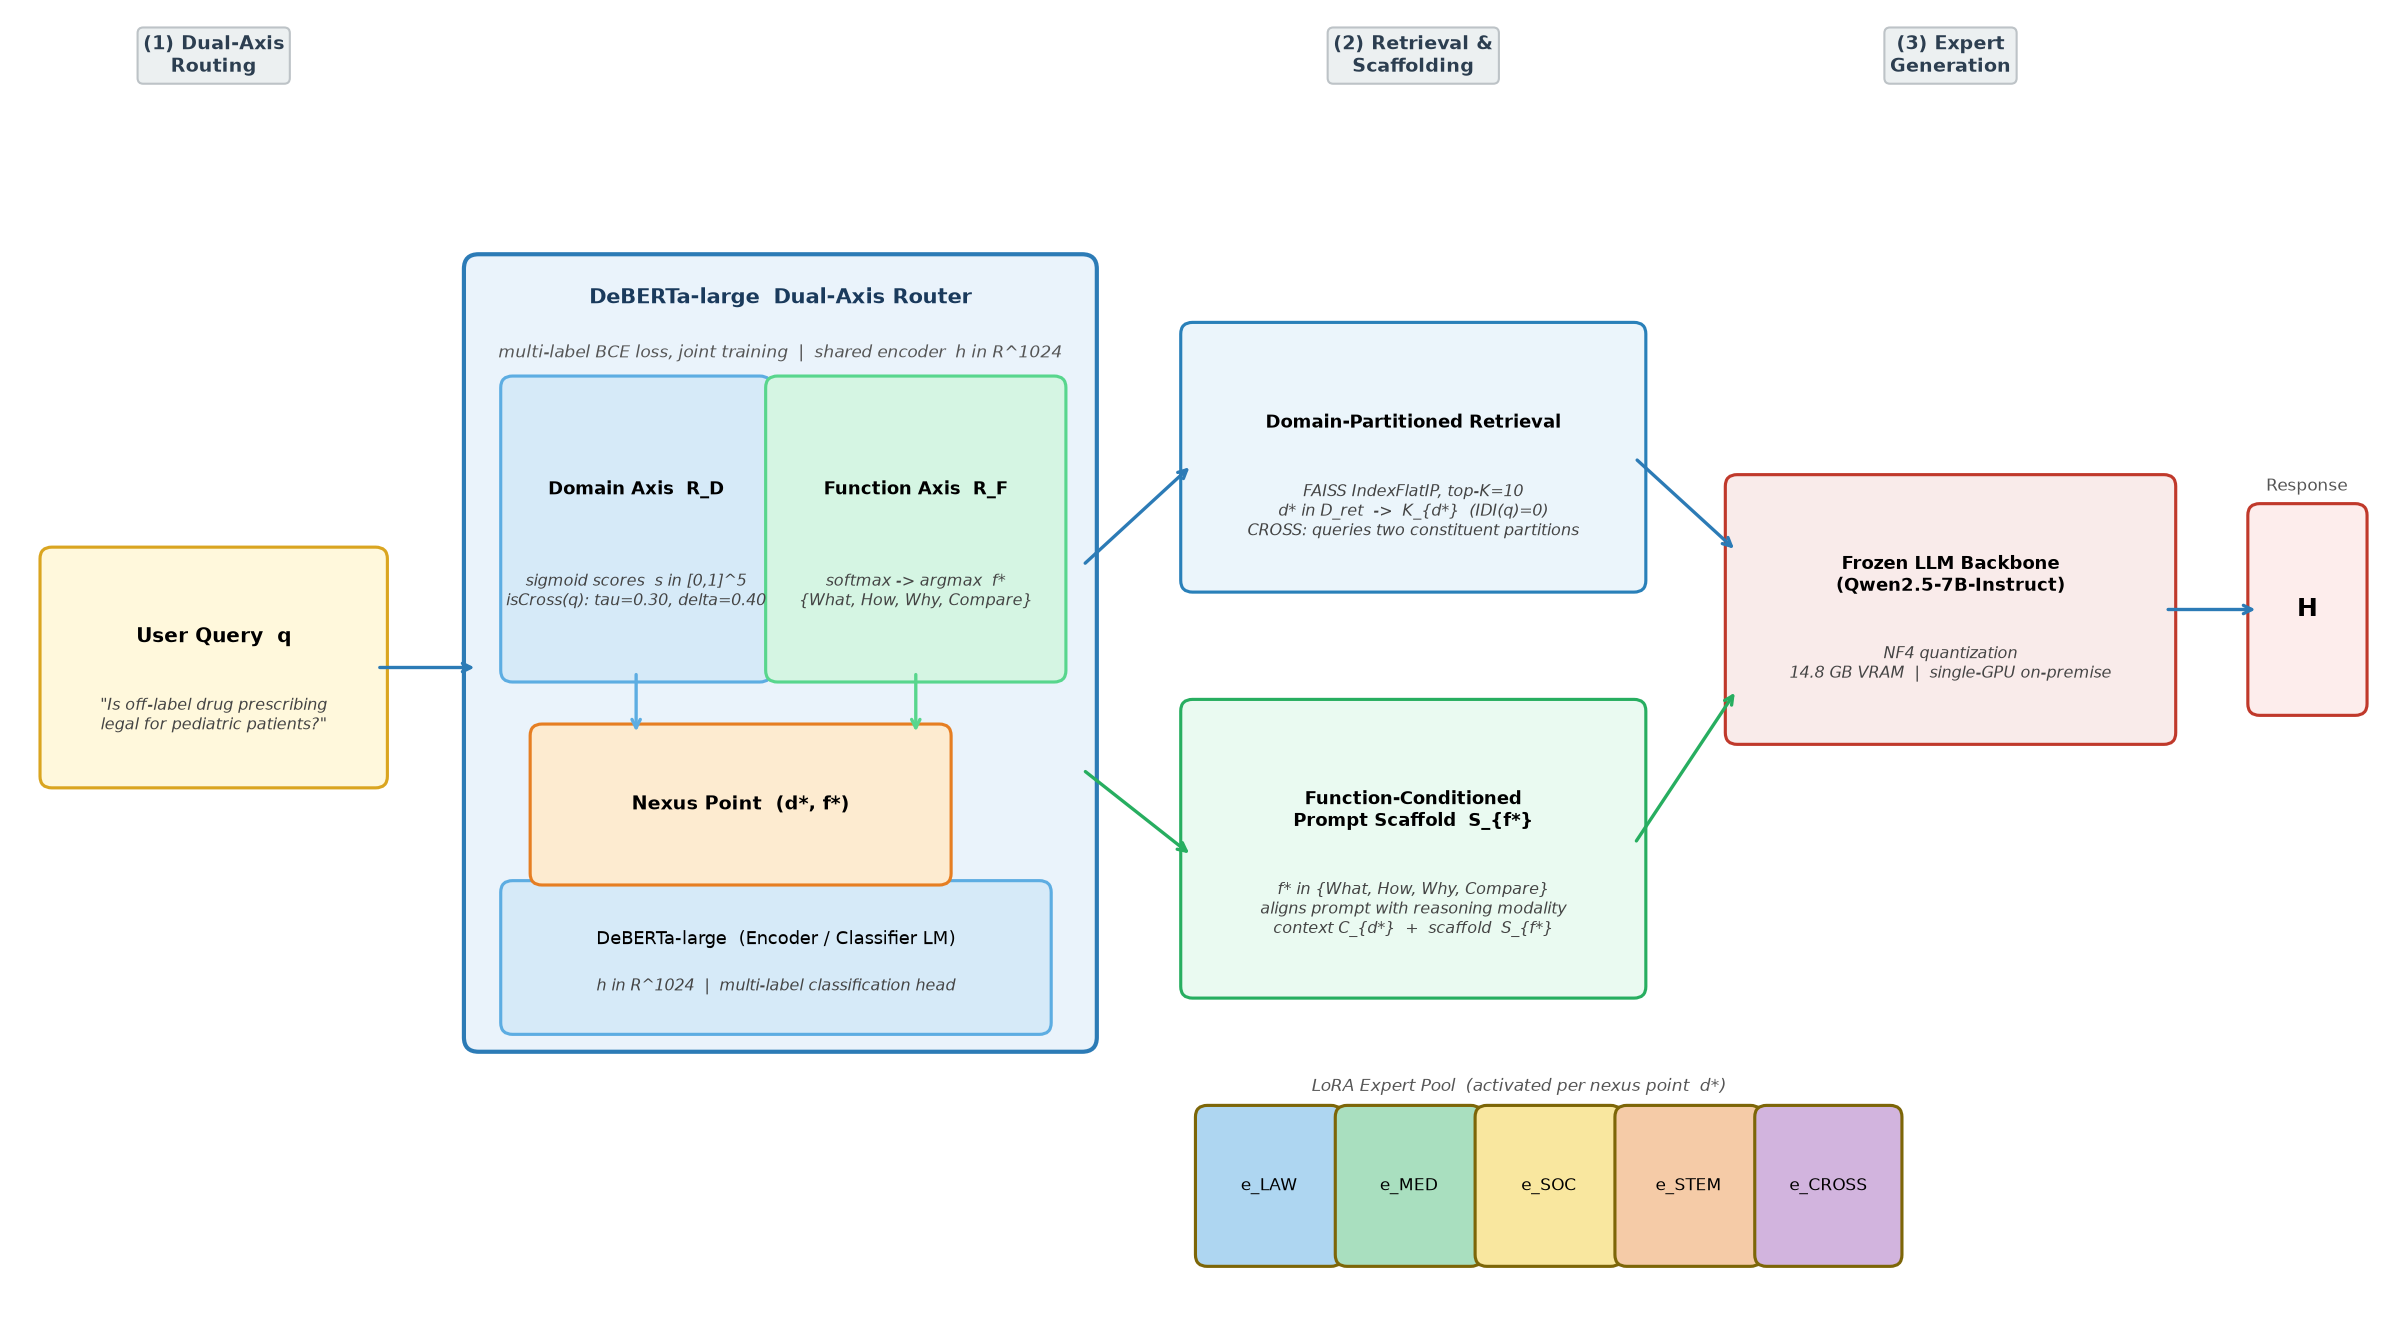 (1) Dual-Axis
Routing
(2) Retrieval &
Scaffolding
(3) Expert
Generation
User Query  q
"Is off-label drug prescribing
legal for pediatric patients?"
DeBERTa-large  Dual-Axis Router
multi-label BCE loss, joint training  |  shared encoder  h in R^1024
Domain Axis  R_D
sigmoid scores  s in [0,1]^5
isCross(q): tau=0.30, delta=0.40
Function Axis  R_F
softmax -> argmax  f*
{What, How, Why, Compare}
Nexus Point  (d*, f*)
DeBERTa-large  (Encoder / Classifier LM)
h in R^1024  |  multi-label classification head
Domain-Partitioned Retrieval
FAISS IndexFlatIP, top-K=10
d* in D_ret  ->  K_{d*}  (IDI(q)=0)
CROSS: queries two constituent partitions
Function-Conditioned
Prompt Scaffold  S_{f*}
f* in {What, How, Why, Compare}
aligns prompt with reasoning modality
context C_{d*}  +  scaffold  S_{f*}
Frozen LLM Backbone
(Qwen2.5-7B-Instruct)
NF4 quantization
14.8 GB VRAM  |  single-GPU on-premise
Response
H
LoRA Expert Pool  (activated per nexus point  d*)
e_LAW
e_MED
e_SOC
e_STEM
e_CROSS